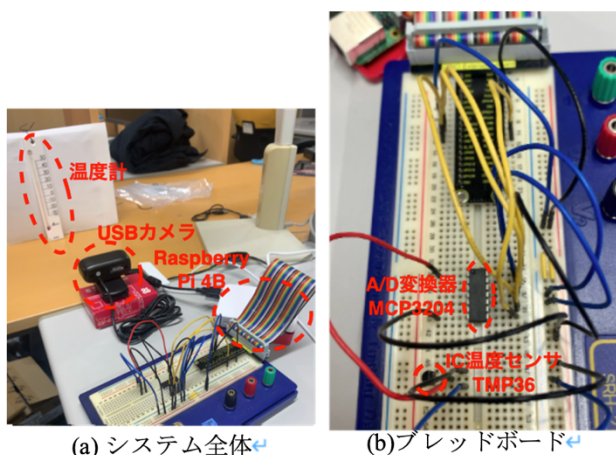 温度計
USBカメラ
Raspberry
Pi 4B
(a) システム全体↵
A/D変換器
MCP3204
IC温度センサ
TMP36
(b)ブレッドボード↵